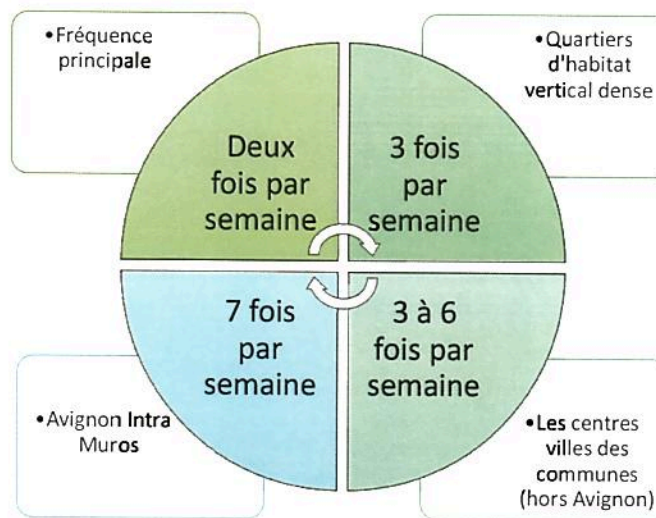 •Fréquence
principale
•Quartiers
d'habitat
vertical dense
Deux
fois par
semaine
3 fois
par
semaine
7 fois
par
semaine
3 à 6
fois par
semaine
•Avignon Intra
Muros
•Les centres
villes des
communes
(hors Avignon)